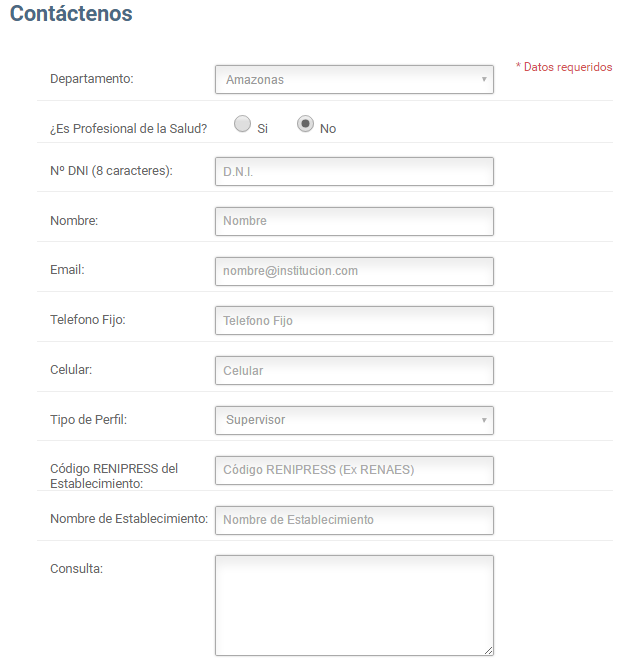 Contáctenos
* Datos requeridos
Departamento: Amazonas
¿Es Profesional de la Salud? Si No
Nº DNI (8 caracteres): D.N.I.
Nombre: Nombre
Email: nombre@institucion.com
Telefono Fijo: Telefono Fijo
Celular: Celular
Tipo de Perfil: Supervisor
Código RENIPRESS del
Establecimiento: Código RENIPRESS (Ex RENAES)
Nombre de Establecimiento: Nombre de Establecimiento
Consulta: